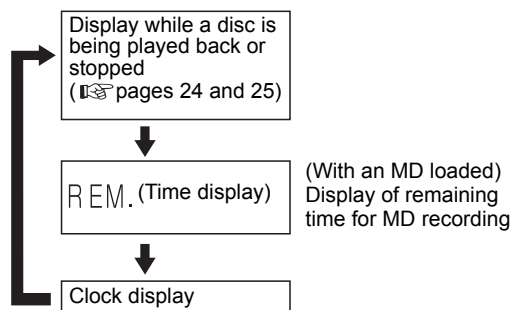 Display while a disc is
being played back or
stopped
(☞ pages 24 and 25)
REM. (Time display)
(With an MD loaded)
Display of remaining
time for MD recording
Clock display